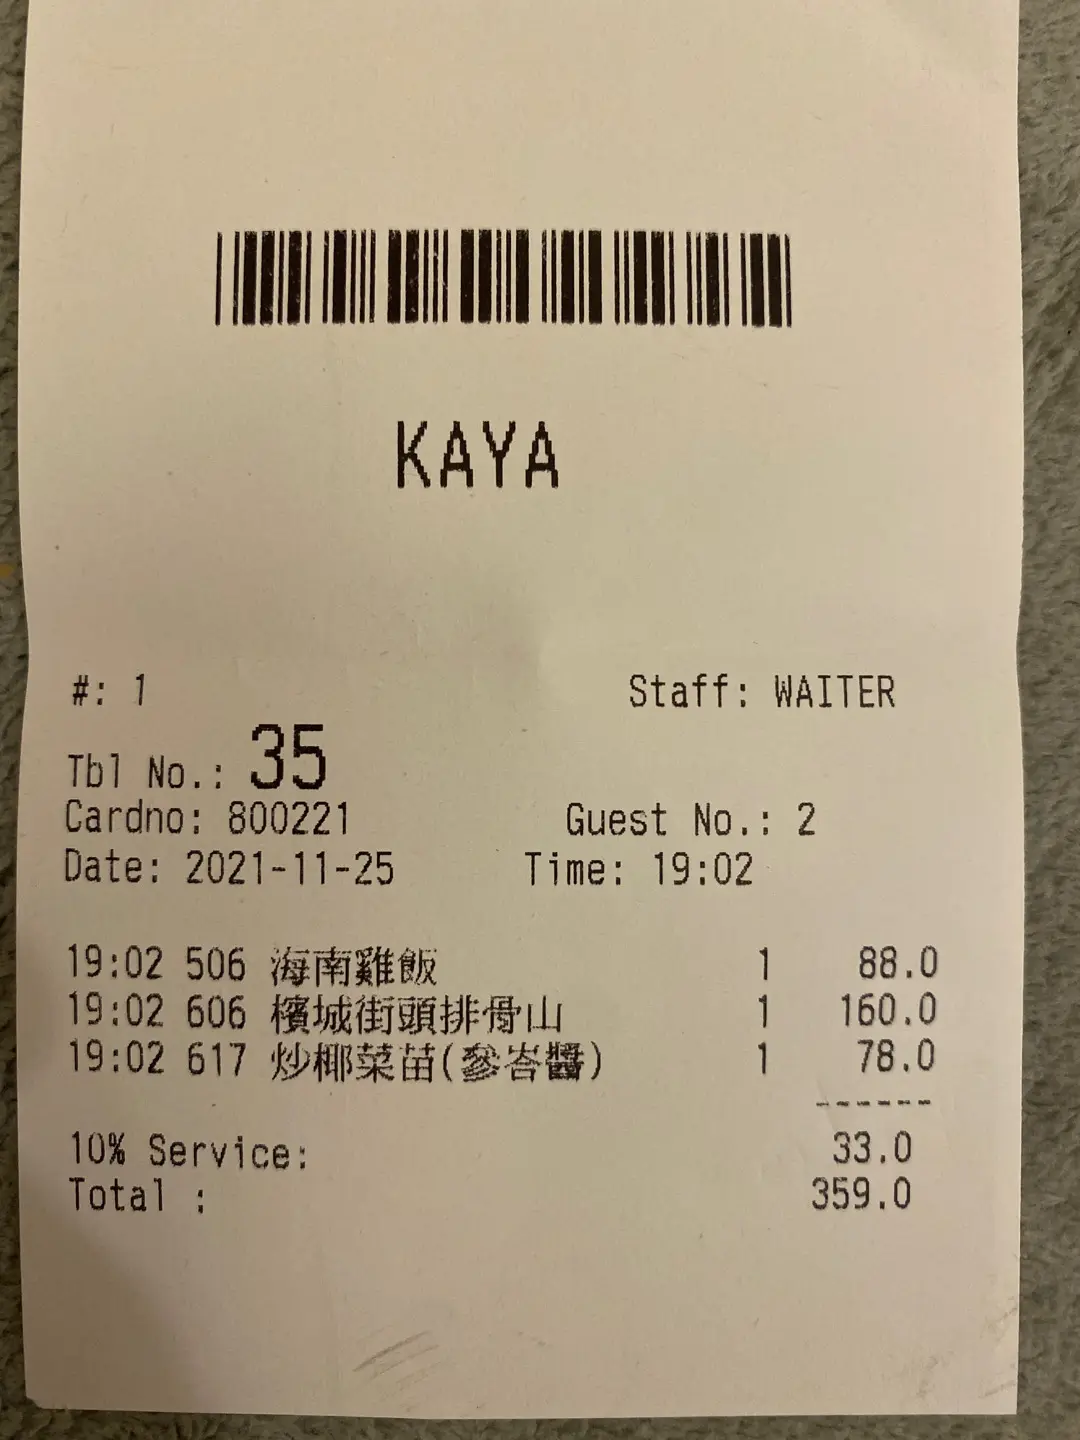 KAYA
#: 1 Staff: WAITER
Tbl No.: 35
Cardno: 800221 Guest No.: 2
Date: 2021-11-25 Time: 19:02
19:02 506 海南雞飯 1 88.0
19:02 606 檳城街頭排骨山 1 160.0
19:02 617 炒椰菜苗(參峇醬) 1 78.0
------
10% Service: 33.0
Total : 359.0